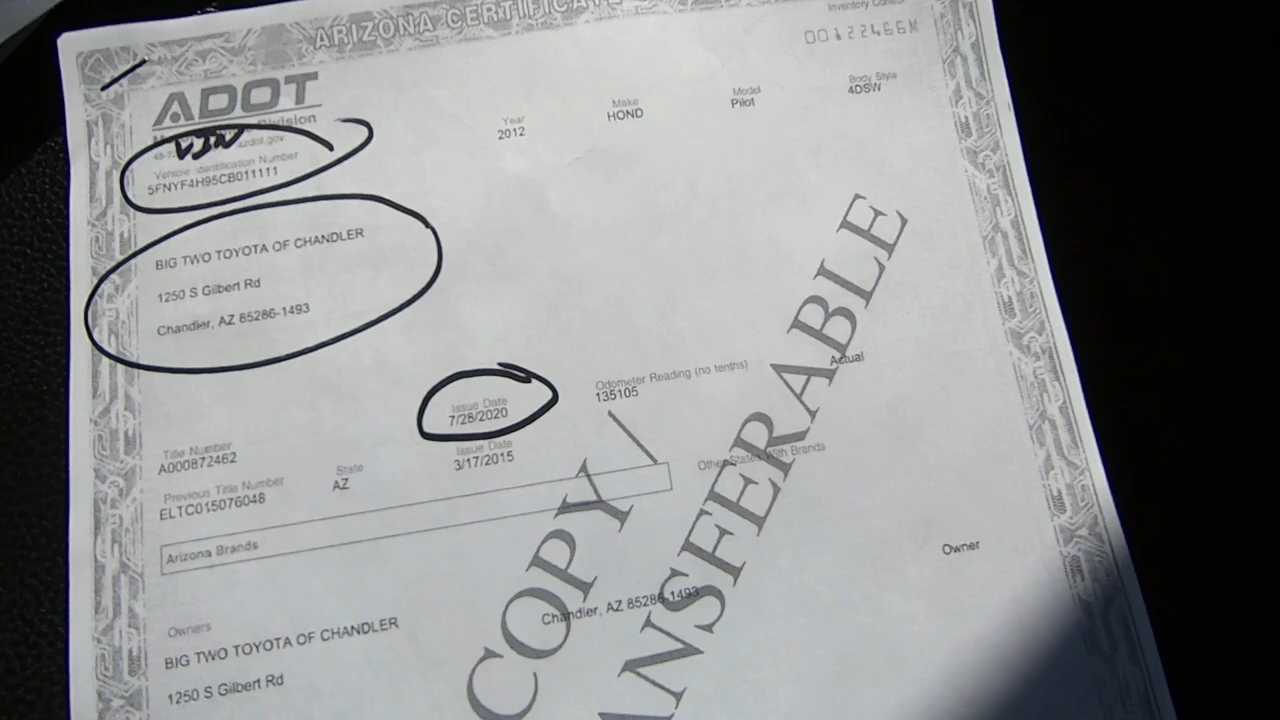 ARIZONA CERTIFICATE
Inventory Control
00122466M
ADOT
Division
azdot.gov
VIN
Vehicle Identification Number
5FNYF4H95CB011111
Year
2012
Make
HOND
Model
Pilot
Body Style
4DSW
BIG TWO TOYOTA OF CHANDLER
1250 S Gilbert Rd
Chandler, AZ 85286-1493
Issue Date
7/28/2020
Odometer Reading (no tenths)
135105
Actual
Title Number
A000872462
Previous Title Number
ELTC015076048
State
AZ
Issue Date
3/17/2015
Other States With Brands
Arizona Brands
Owners
BIG TWO TOYOTA OF CHANDLER
1250 S Gilbert Rd
Chandler, AZ 85286-1493
Owner
COPY /
ANSFERABLE